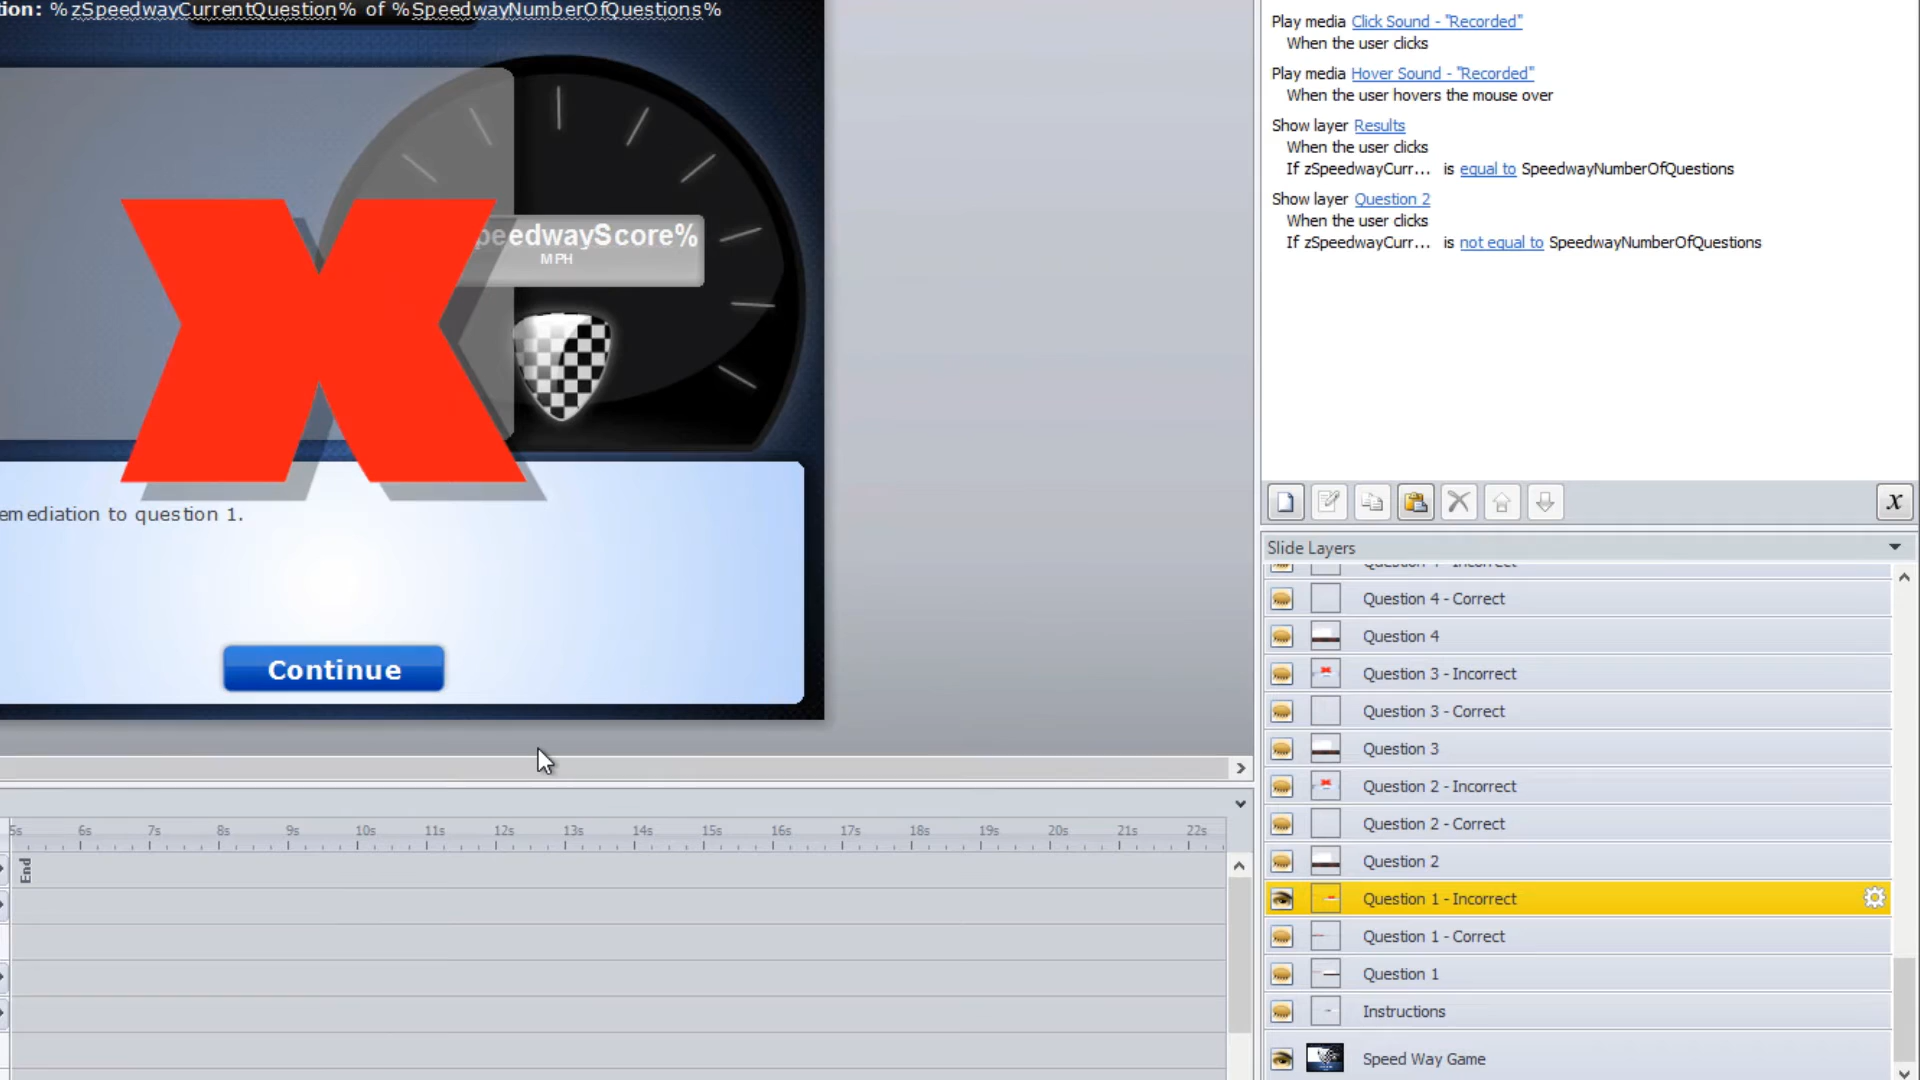 tion: %zSpeedwayCurrentQuestion% of %SpeedwayNumberOfQuestions%
peedwayScore%
MPH
emediation to question 1.
Continue
5s 6s 7s 8s 9s 10s 11s 12s 13s 14s 15s 16s 17s 18s 19s 20s 21s 22s
End
Play media Click Sound - "Recorded"
When the user clicks
Play media Hover Sound - "Recorded"
When the user hovers the mouse over
Show layer Results
When the user clicks
If zSpeedwayCurr... is equal to SpeedwayNumberOfQuestions
Show layer Question 2
When the user clicks
If zSpeedwayCurr... is not equal to SpeedwayNumberOfQuestions
x
Slide Layers
Question 4 - Correct
Question 4
Question 3 - Incorrect
Question 3 - Correct
Question 3
Question 2 - Incorrect
Question 2 - Correct
Question 2
Question 1 - Incorrect
Question 1 - Correct
Question 1
Instructions
Speed Way Game